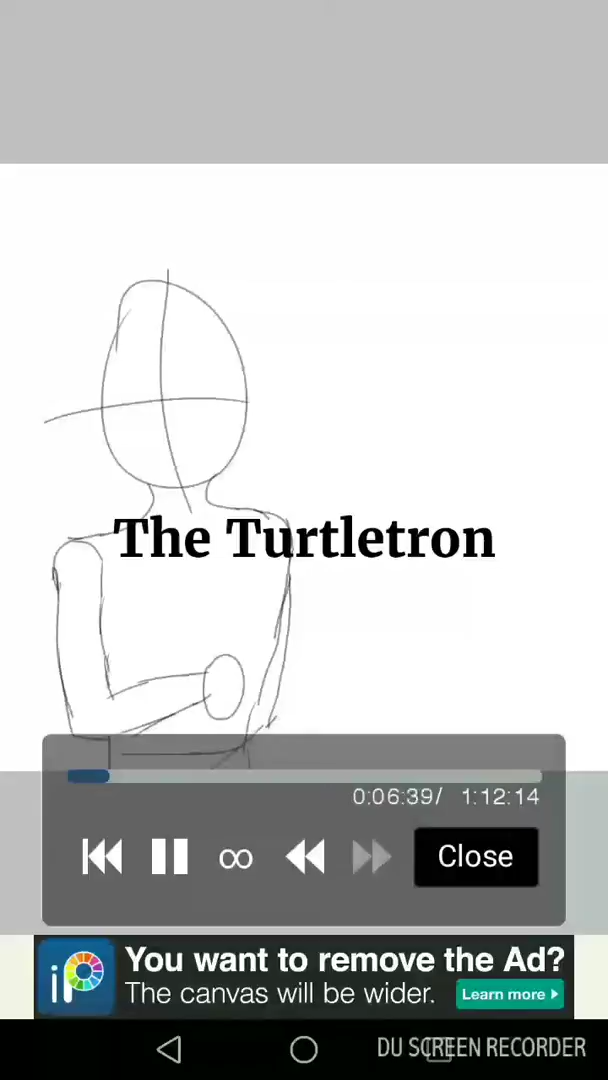 The Turtletron
0:06:39/ 1:12:14
Close
iP
You want to remove the Ad?
The canvas will be wider.
Learn more
DU SCREEN RECORDER